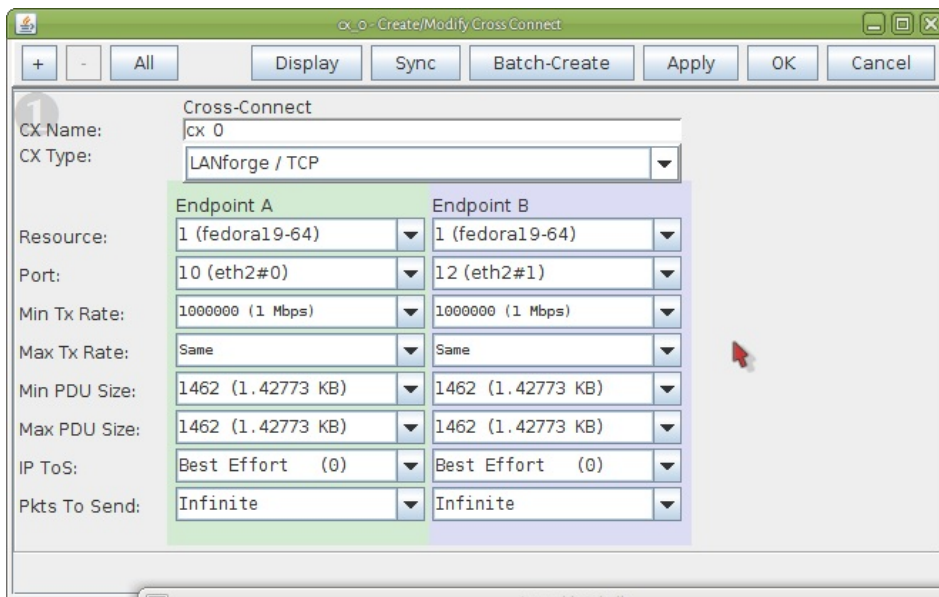 cx_0 - Create/Modify Cross Connect
+ - All Display Sync Batch-Create Apply OK Cancel
1
Cross-Connect
CX Name: cx 0
CX Type: LANforge / TCP
Endpoint A Endpoint B
Resource: 1 (fedora19-64) 1 (fedora19-64)
Port: 10 (eth2#0) 12 (eth2#1)
Min Tx Rate: 1000000 (1 Mbps) 1000000 (1 Mbps)
Max Tx Rate: Same Same
Min PDU Size: 1462 (1.42773 KB) 1462 (1.42773 KB)
Max PDU Size: 1462 (1.42773 KB) 1462 (1.42773 KB)
IP ToS: Best Effort (0) Best Effort (0)
Pkts To Send: Infinite Infinite